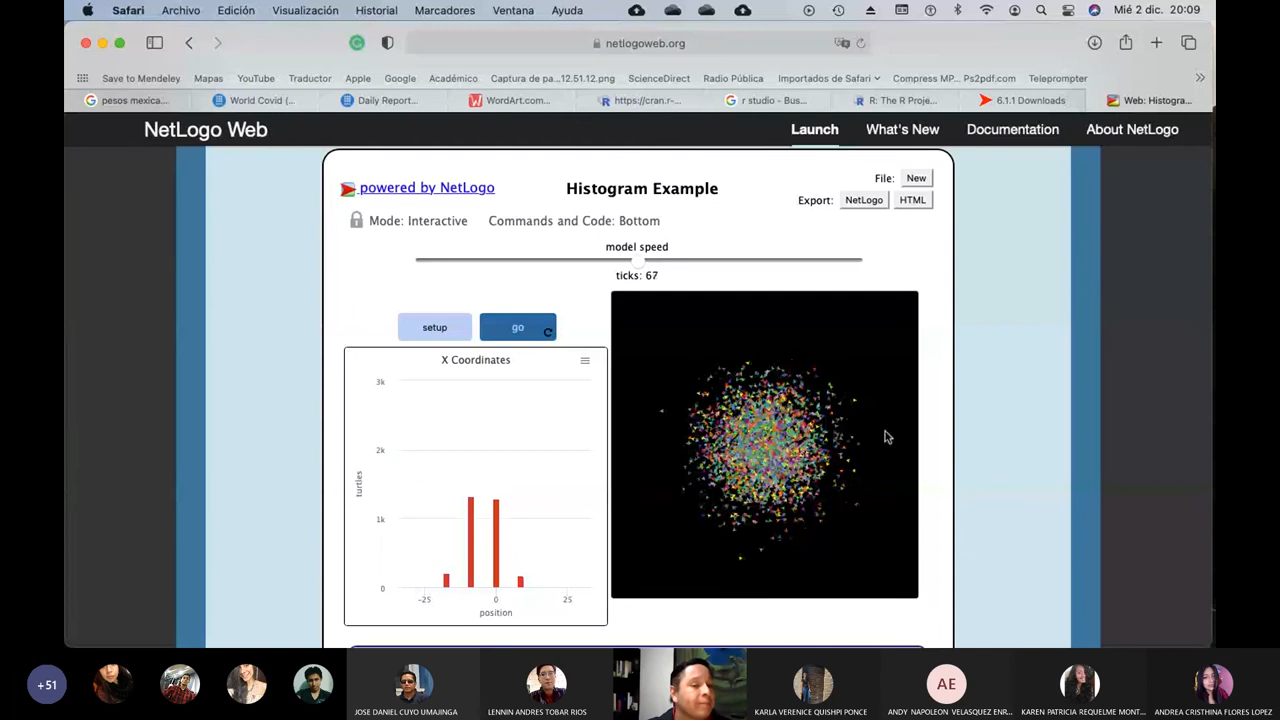 Safari Archivo Edición Visualización Historial Marcadores Ventana Ayuda Mié 2 dic. 20:09
netlogoweb.org
Save to Mendeley Mapas YouTube Traductor Apple Google Académico Captura de pa...12.51.12.png ScienceDirect Radio Pública Importados de Safari Compress MP... Ps2pdf.com Teleprompter
pesos mexica... World Covid (... Daily Report... WordArt.com... https://cran.r-... r studio - Bus... R: The R Proje... 6.1.1 Downloads Web: Histogra...
NetLogo Web Launch What's New Documentation About NetLogo
powered by NetLogo
Histogram Example
File: New
Export: NetLogo HTML
Mode: Interactive Commands and Code: Bottom
model speed
ticks: 67
setup go
X Coordinates
3k
2k
1k
0
turtles
-25 0 25
position
+51
JOSE DANIEL CUYO UMAJINGA
LENNIN ANDRES TOBAR RIOS
KARLA VERENICE QUISHPI PONCE
AE
ANDY NAPOLEON VELASQUEZ ENR...
KAREN PATRICIA REQUELME MONT...
ANDREA CRISTHINA FLORES LOPEZ